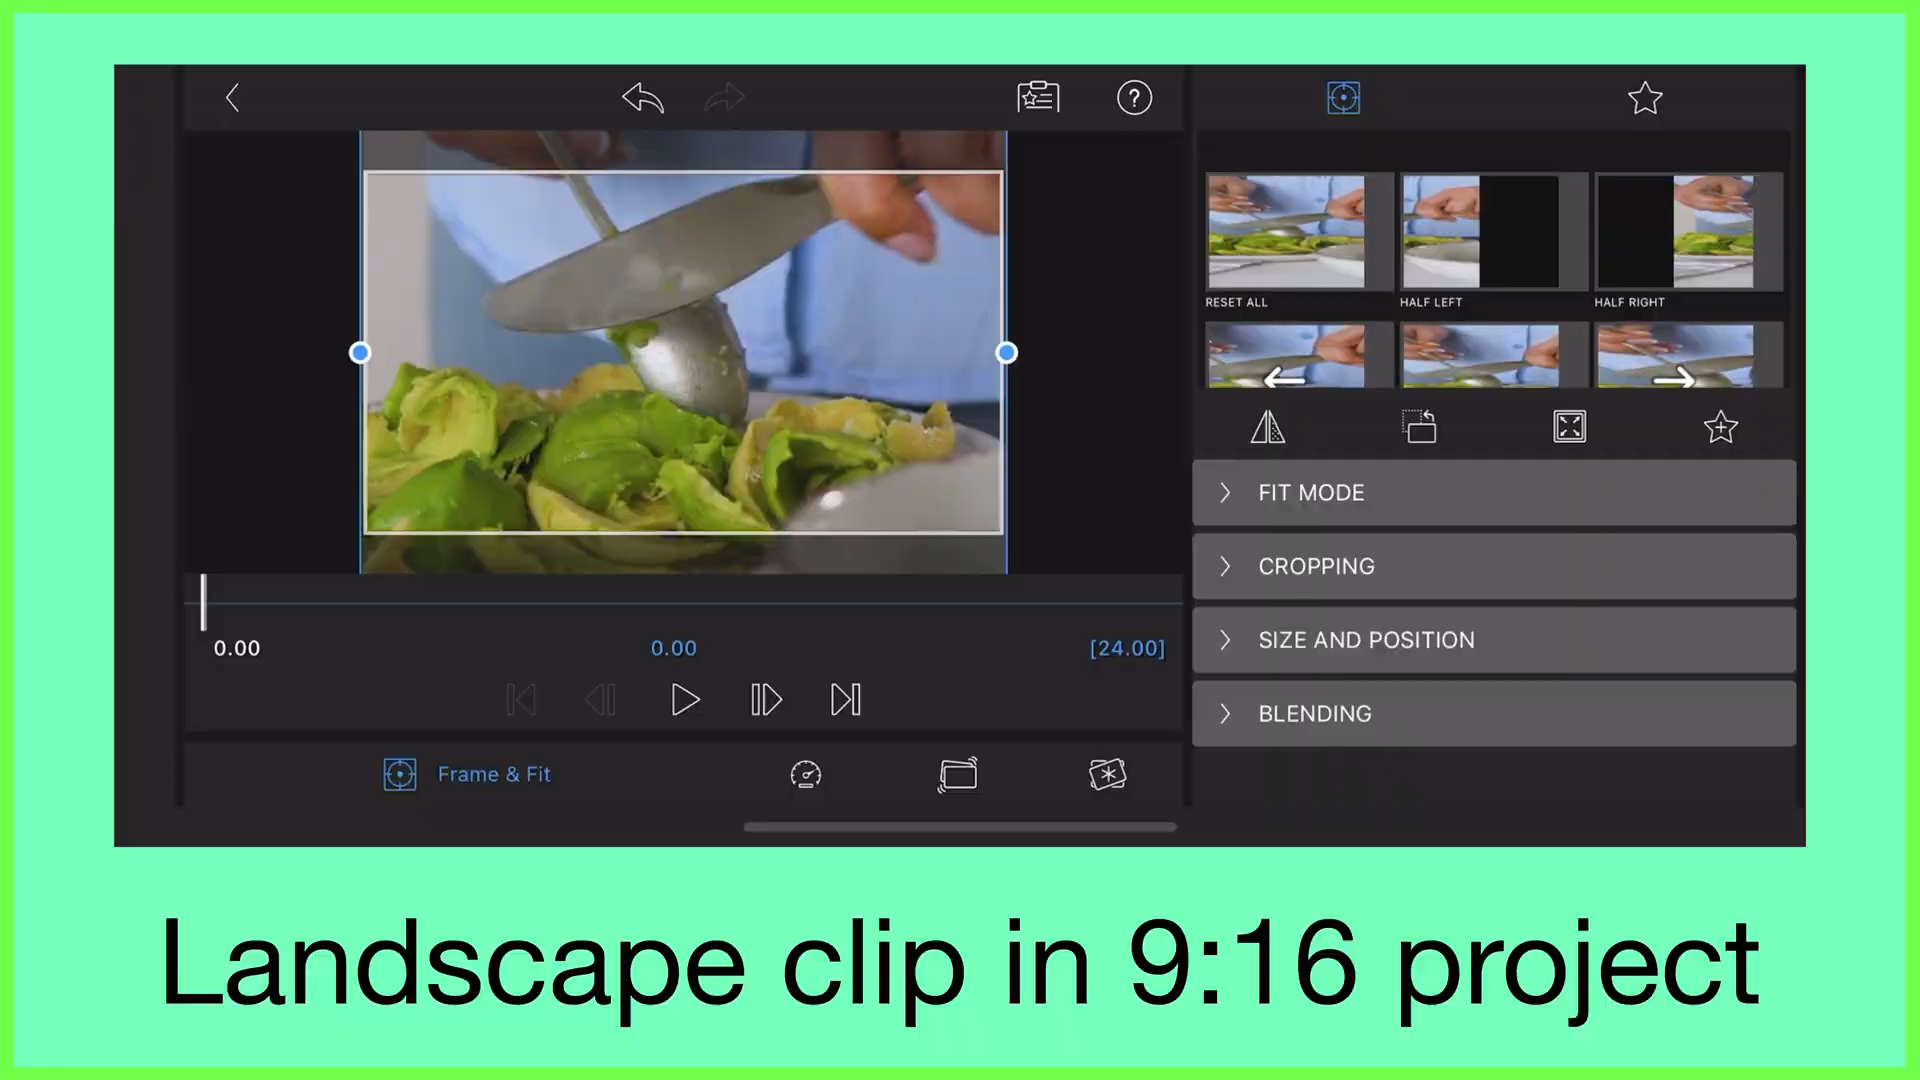 ?
RESET ALL
HALF LEFT
HALF RIGHT
FIT MODE
CROPPING
SIZE AND POSITION
BLENDING
0.00
0.00
[24.00]
Frame & Fit
Landscape clip in 9:16 project